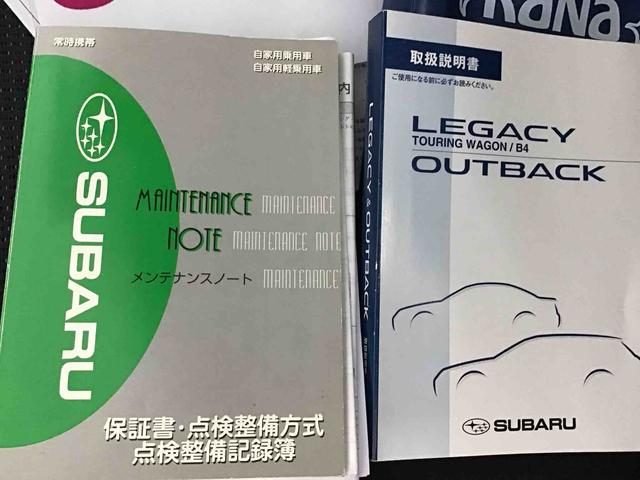 常時携帯
自家用乗用車
自家用軽乗用車
SUBARU
MAINTENANCE MAINTENANCE
NOTE MAINTENANCE NOTE
メンテナンスノート MAINTENANCE
保証書・点検整備方式
点検整備記録簿
内
KaNa
LEGACY & OUTBACK
取扱説明書
ご使用になる前に必ずお読みください。
LEGACY
TOURING WAGON / B4
OUTBACK
SUBARU